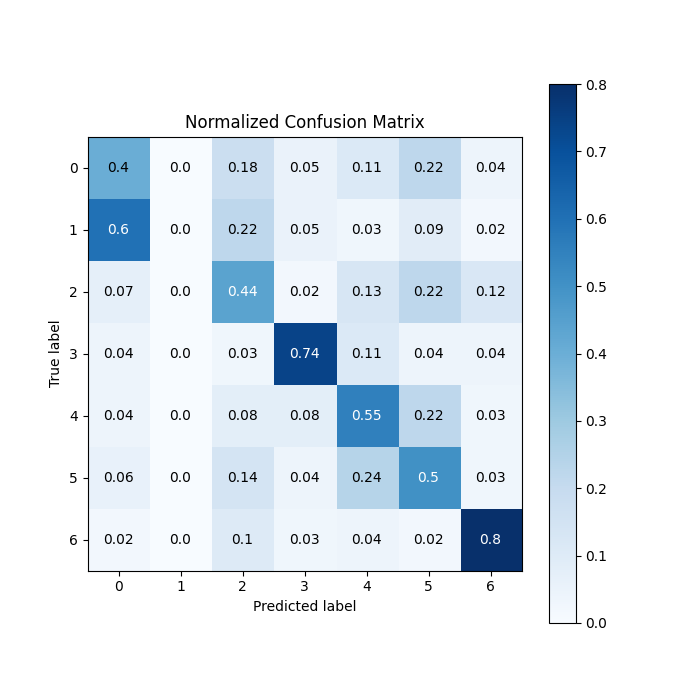 Normalized Confusion Matrix
True label
0 0.4 0.0 0.18 0.05 0.11 0.22 0.04
1 0.6 0.0 0.22 0.05 0.03 0.09 0.02
2 0.07 0.0 0.44 0.02 0.13 0.22 0.12
3 0.04 0.0 0.03 0.74 0.11 0.04 0.04
4 0.04 0.0 0.08 0.08 0.55 0.22 0.03
5 0.06 0.0 0.14 0.04 0.24 0.5 0.03
6 0.02 0.0 0.1 0.03 0.04 0.02 0.8
0 1 2 3 4 5 6
Predicted label
0.8
0.7
0.6
0.5
0.4
0.3
0.2
0.1
0.0